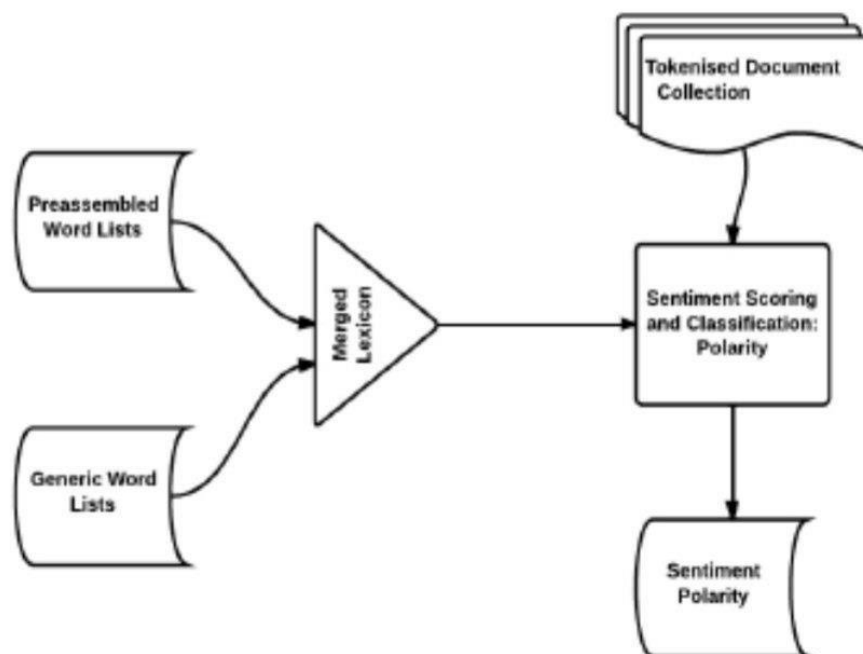 Tokenised Document
Collection
Preassembled
Word Lists
Merged
Lexicon
Sentiment Scoring
and Classification:
Polarity
Generic Word
Lists
Sentiment
Polarity